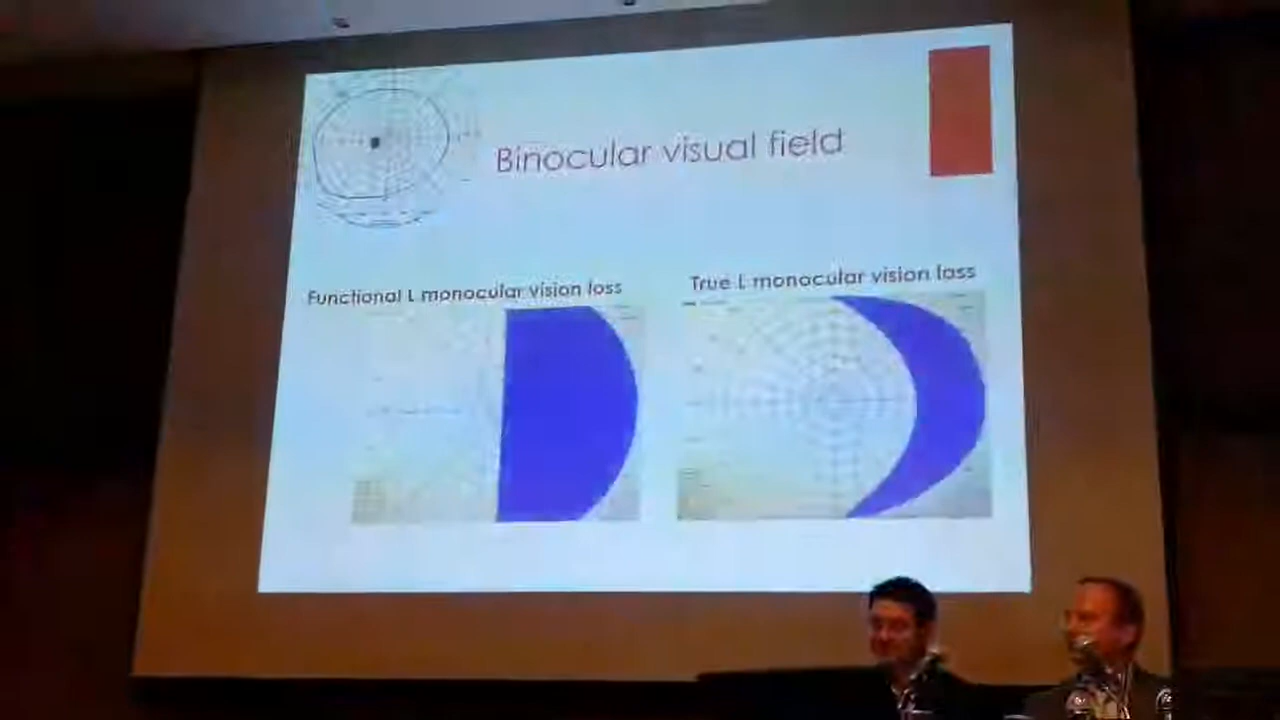 Binocular visual field
Functional L monocular vision loss
True L monocular vision loss